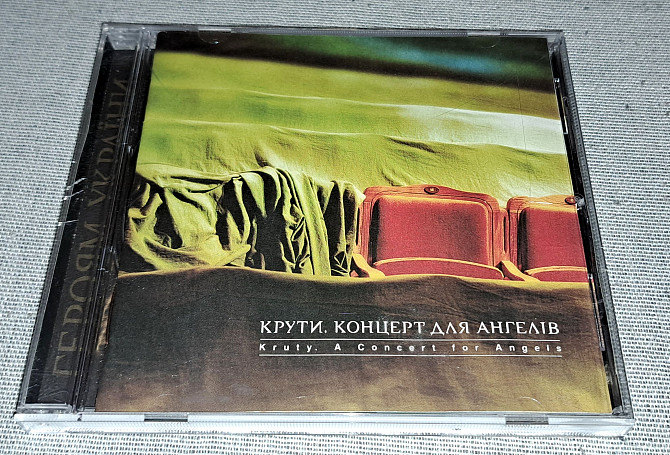 ГЕРОЯМ УКРАЇНИ
КРУТИ. КОНЦЕРТ ДЛЯ АНГЕЛІВ
Kruty. A Concert for Angels